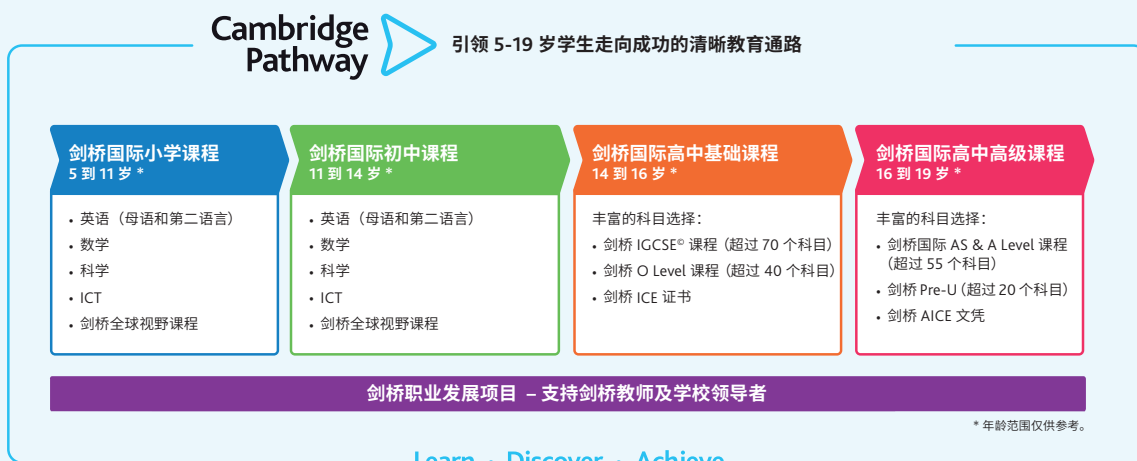 Cambridge
Pathway
引领 5-19 岁学生走向成功的清晰教育通路
剑桥国际小学课程
5 到 11 岁 *
• 英语（母语和第二语言）
• 数学
• 科学
• ICT
• 剑桥全球视野课程
剑桥国际初中课程
11 到 14 岁 *
• 英语（母语和第二语言）
• 数学
• 科学
• ICT
• 剑桥全球视野课程
剑桥国际高中基础课程
14 到 16 岁 *
丰富的科目选择：
• 剑桥 IGCSE© 课程（超过 70 个科目）
• 剑桥 O Level 课程（超过 40 个科目）
• 剑桥 ICE 证书
剑桥国际高中高级课程
16 到 19 岁 *
丰富的科目选择：
• 剑桥国际 AS & A Level 课程
（超过 55 个科目）
• 剑桥 Pre-U（超过 20 个科目）
• 剑桥 AICE 文凭
剑桥职业发展项目 – 支持剑桥教师及学校领导者
* 年龄范围仅供参考。
Learn • Discover • Achieve